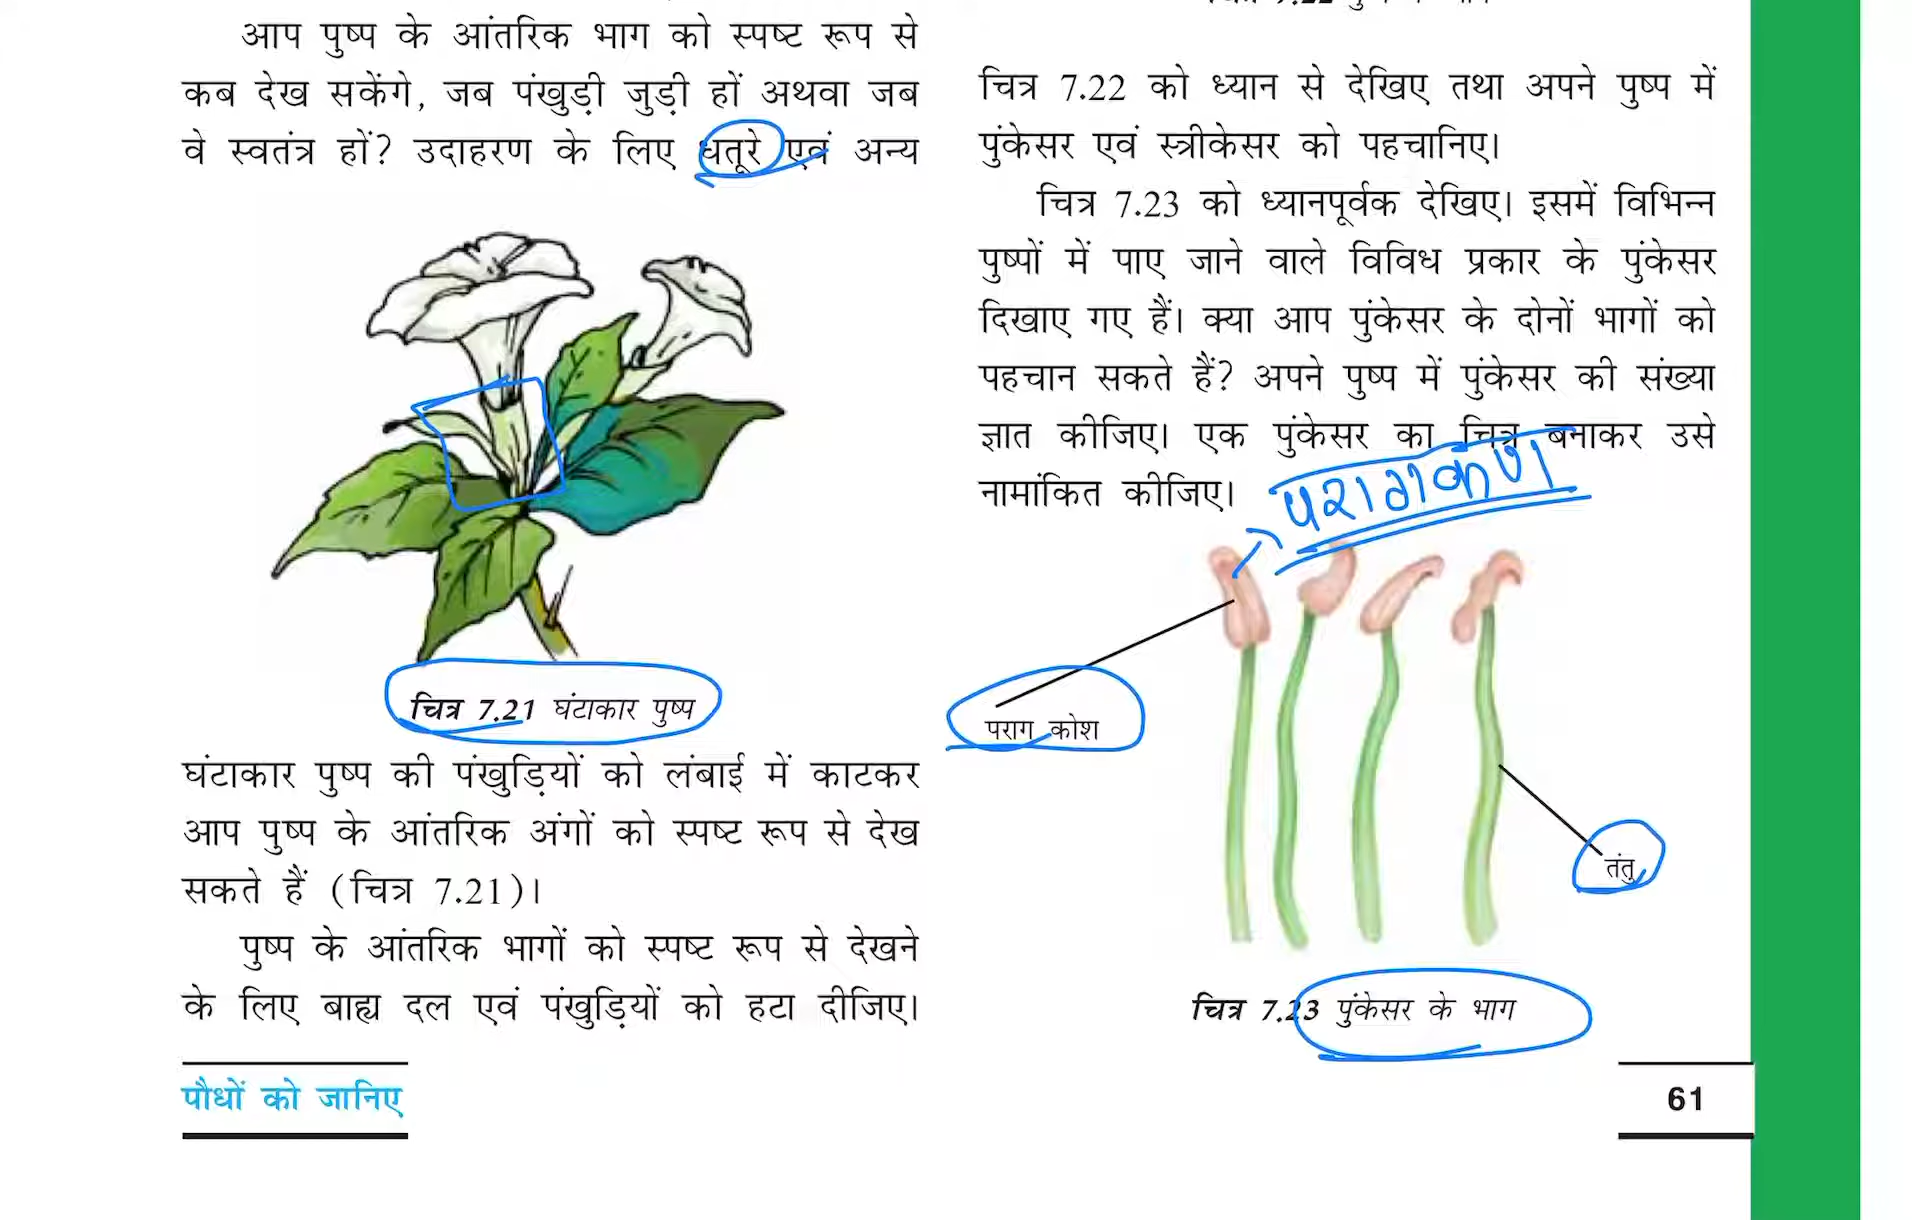 आप पुष्प के आंतरिक भाग को स्पष्ट रूप से
कब देख सकेंगे, जब पंखुड़ी जुड़ी हों अथवा जब
वे स्वतंत्र हों? उदाहरण के लिए धतूरे एवं अन्य
चित्र 7.21 घंटाकार पुष्प
घंटाकार पुष्प की पंखुड़ियों को लंबाई में काटकर
आप पुष्प के आंतरिक अंगों को स्पष्ट रूप से देख
सकते हैं (चित्र 7.21)।
पुष्प के आंतरिक भागों को स्पष्ट रूप से देखने
के लिए बाह्य दल एवं पंखुड़ियों को हटा दीजिए।
चित्र 7.22 को ध्यान से देखिए तथा अपने पुष्प में
पुंकेसर एवं स्त्रीकेसर को पहचानिए।
चित्र 7.23 को ध्यानपूर्वक देखिए। इसमें विभिन्न
पुष्पों में पाए जाने वाले विविध प्रकार के पुंकेसर
दिखाए गए हैं। क्या आप पुंकेसर के दोनों भागों को
पहचान सकते हैं? अपने पुष्प में पुंकेसर की संख्या
ज्ञात कीजिए। एक पुंकेसर का चित्र बनाकर उसे
नामांकित कीजिए।
परागकण
पराग कोश
तंतु
चित्र 7.23 पुंकेसर के भाग
पौधों को जानिए
61